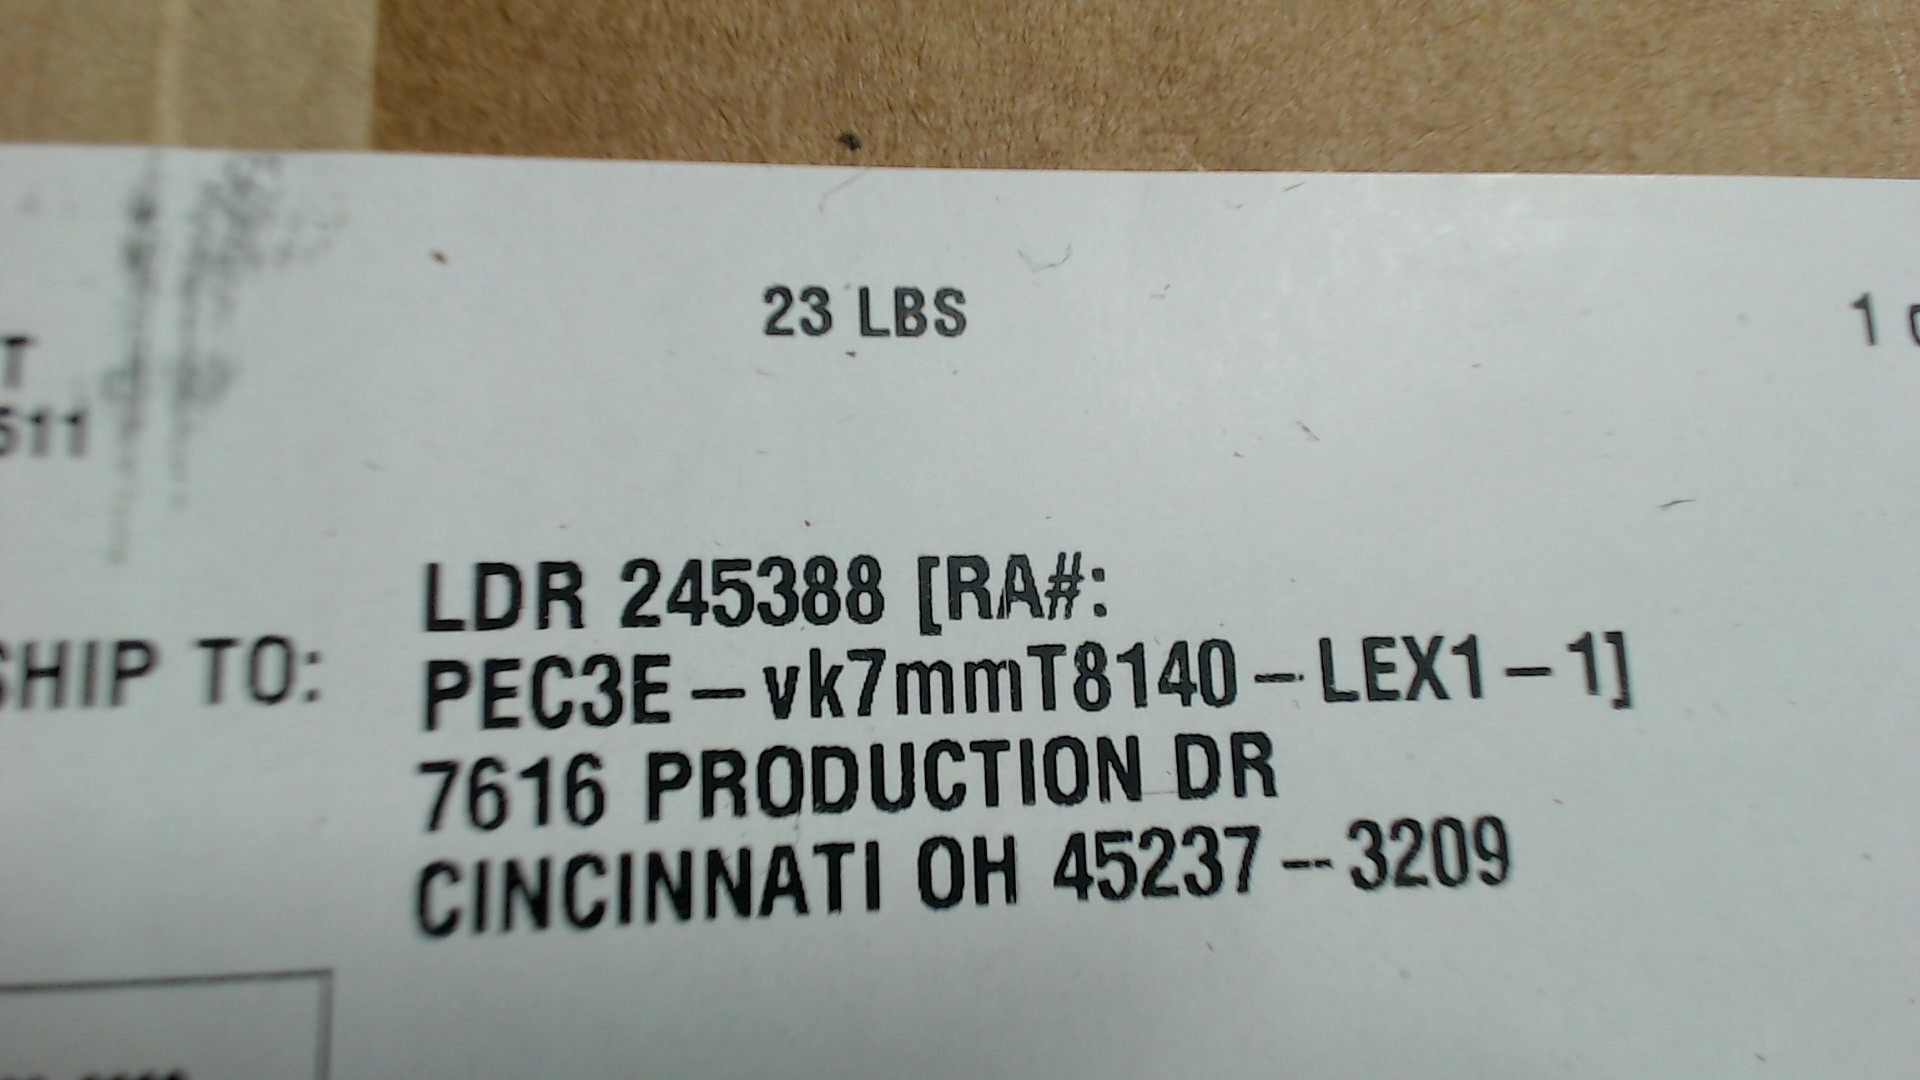 23 LBS
1
T
511
LDR 245388 [RA#:
SHIP TO:
PEC3E-vk7mmT8140-LEX1-1]
7616 PRODUCTION DR
CINCINNATI OH 45237-3209